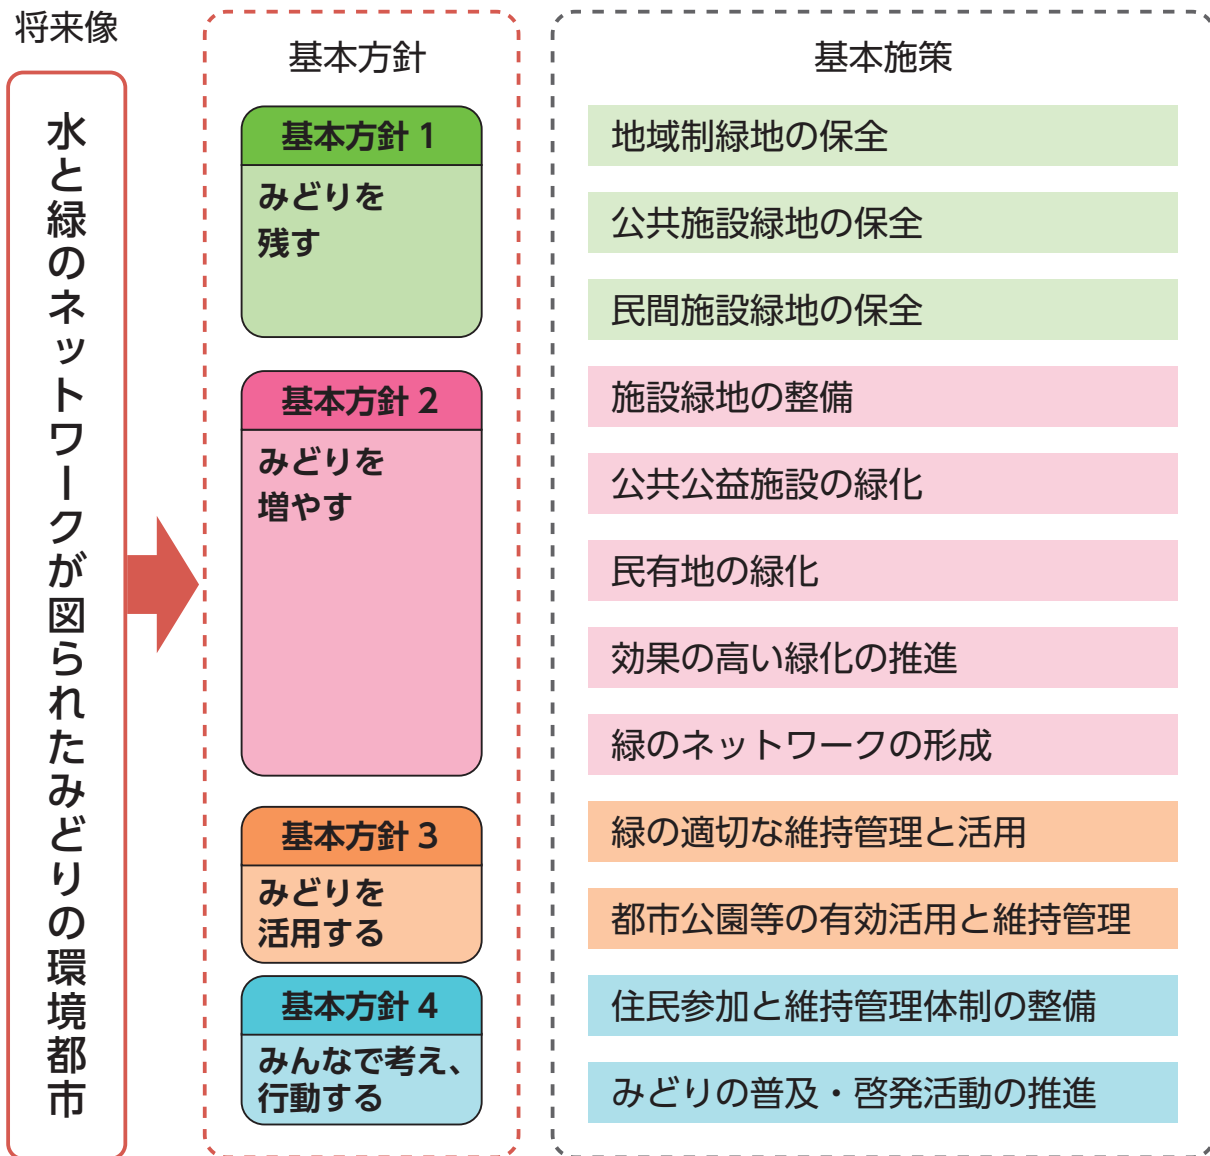 将来像
水と緑のネットワークが図られたみどりの環境都市
基本方針
基本方針 1
みどりを
残す
基本方針 2
みどりを
増やす
基本方針 3
みどりを
活用する
基本方針 4
みんなで考え、
行動する
基本施策
地域制緑地の保全
公共施設緑地の保全
民間施設緑地の保全
施設緑地の整備
公共公益施設の緑化
民有地の緑化
効果の高い緑化の推進
緑のネットワークの形成
緑の適切な維持管理と活用
都市公園等の有効活用と維持管理
住民参加と維持管理体制の整備
みどりの普及・啓発活動の推進